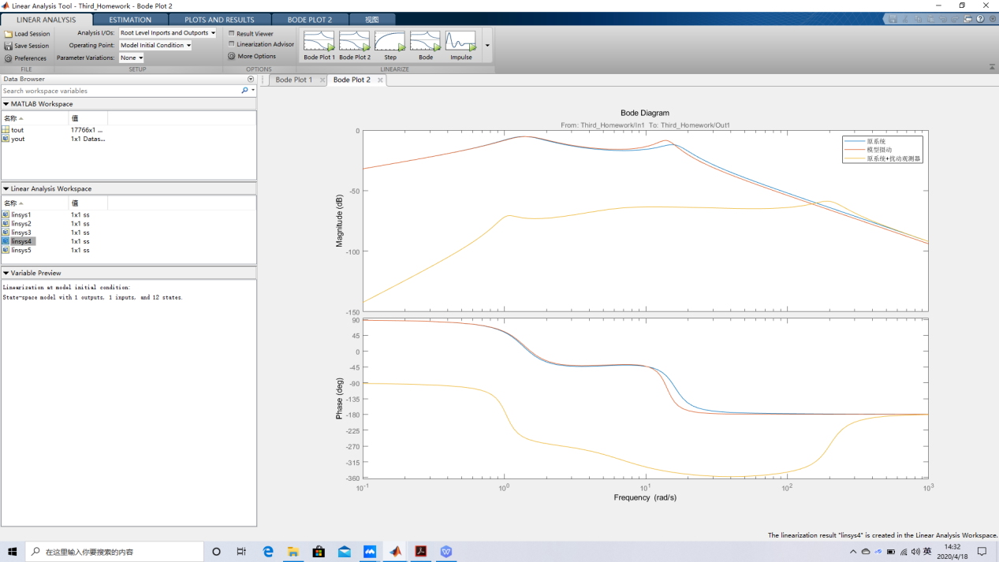 Linear Analysis Tool - Third_Homework - Bode Plot 2
LINEAR ANALYSIS ESTIMATION PLOTS AND RESULTS BODE PLOT 2 视图
Load Session Analysis I/Os: Root Level Inports and Outports Result Viewer
Save Session Operating Point: Model Initial Condition Linearization Advisor
Preferences Parameter Variations: None More Options
Bode Plot 1 Bode Plot 2 Step Bode Impulse
FILE SETUP OPTIONS LINEARIZE
Data Browser
Search workspace variables
MATLAB Workspace
名称 值
tout 17766x1 ...
yout 1x1 Datas...
Linear Analysis Workspace
名称 值
linsys1 1x1 ss
linsys2 1x1 ss
linsys3 1x1 ss
linsys4 1x1 ss
linsys5 1x1 ss
Variable Preview
Linearization at model initial condition:
State-space model with 1 outputs, 1 inputs, and 12 states.
Bode Plot 1 Bode Plot 2
Bode Diagram
From: Third_Homework/In1 To: Third_Homework/Out1
原系统
模型摄动
原系统+扰动观测器
Magnitude (dB)
0
-50
-100
-150
Phase (deg)
90
45
0
-45
-90
-135
-180
-225
-270
-315
-360
10-1 100 101 102 103
Frequency (rad/s)
The linearization result "linsys4" is created in the Linear Analysis Workspace.
在这里输入你要搜索的内容
英
14:32
2020/4/18